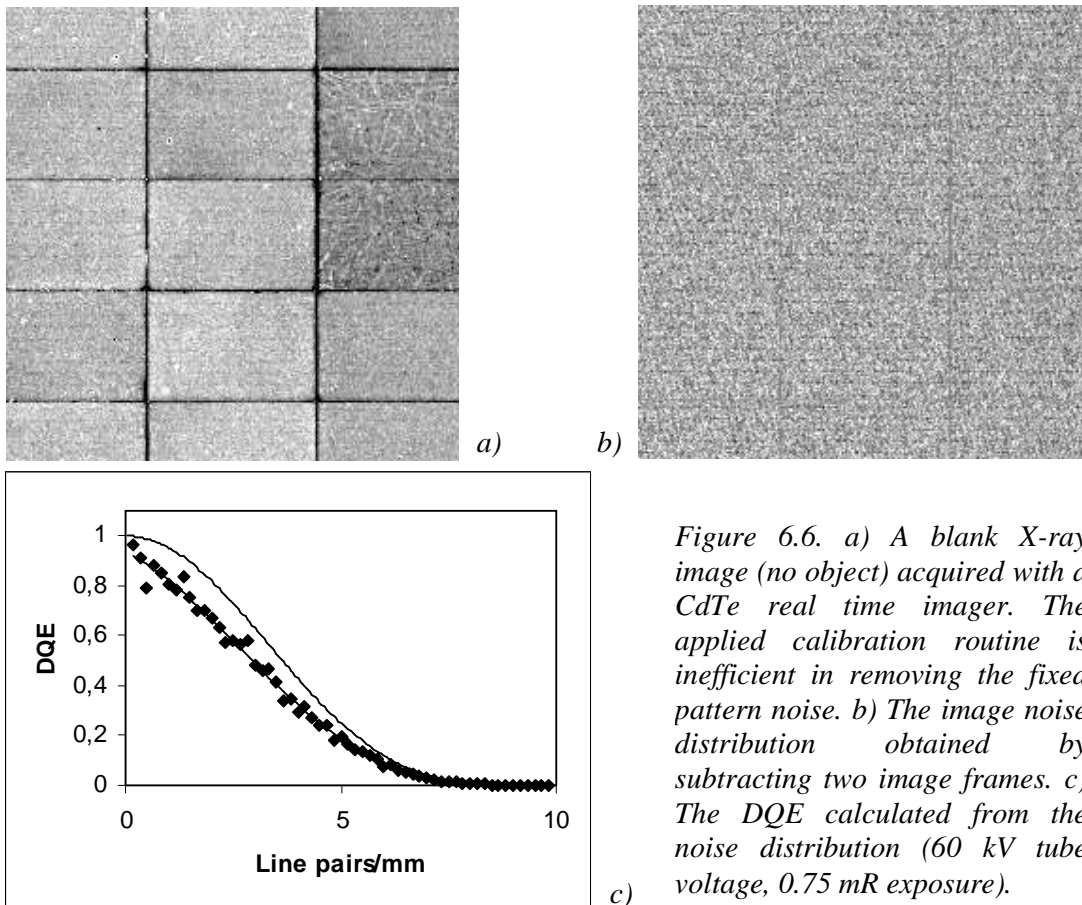 a)
b)
DQE
1
0,8
0,6
0,4
0,2
0
0
5
10
Line pairs/mm
c)
Figure 6.6. a) A blank X-ray
image (no object) acquired with a
CdTe real time imager. The
applied calibration routine is
inefficient in removing the fixed
pattern noise. b) The image noise
distribution obtained by
subtracting two image frames. c)
The DQE calculated from the
noise distribution (60 kV tube
voltage, 0.75 mR exposure).